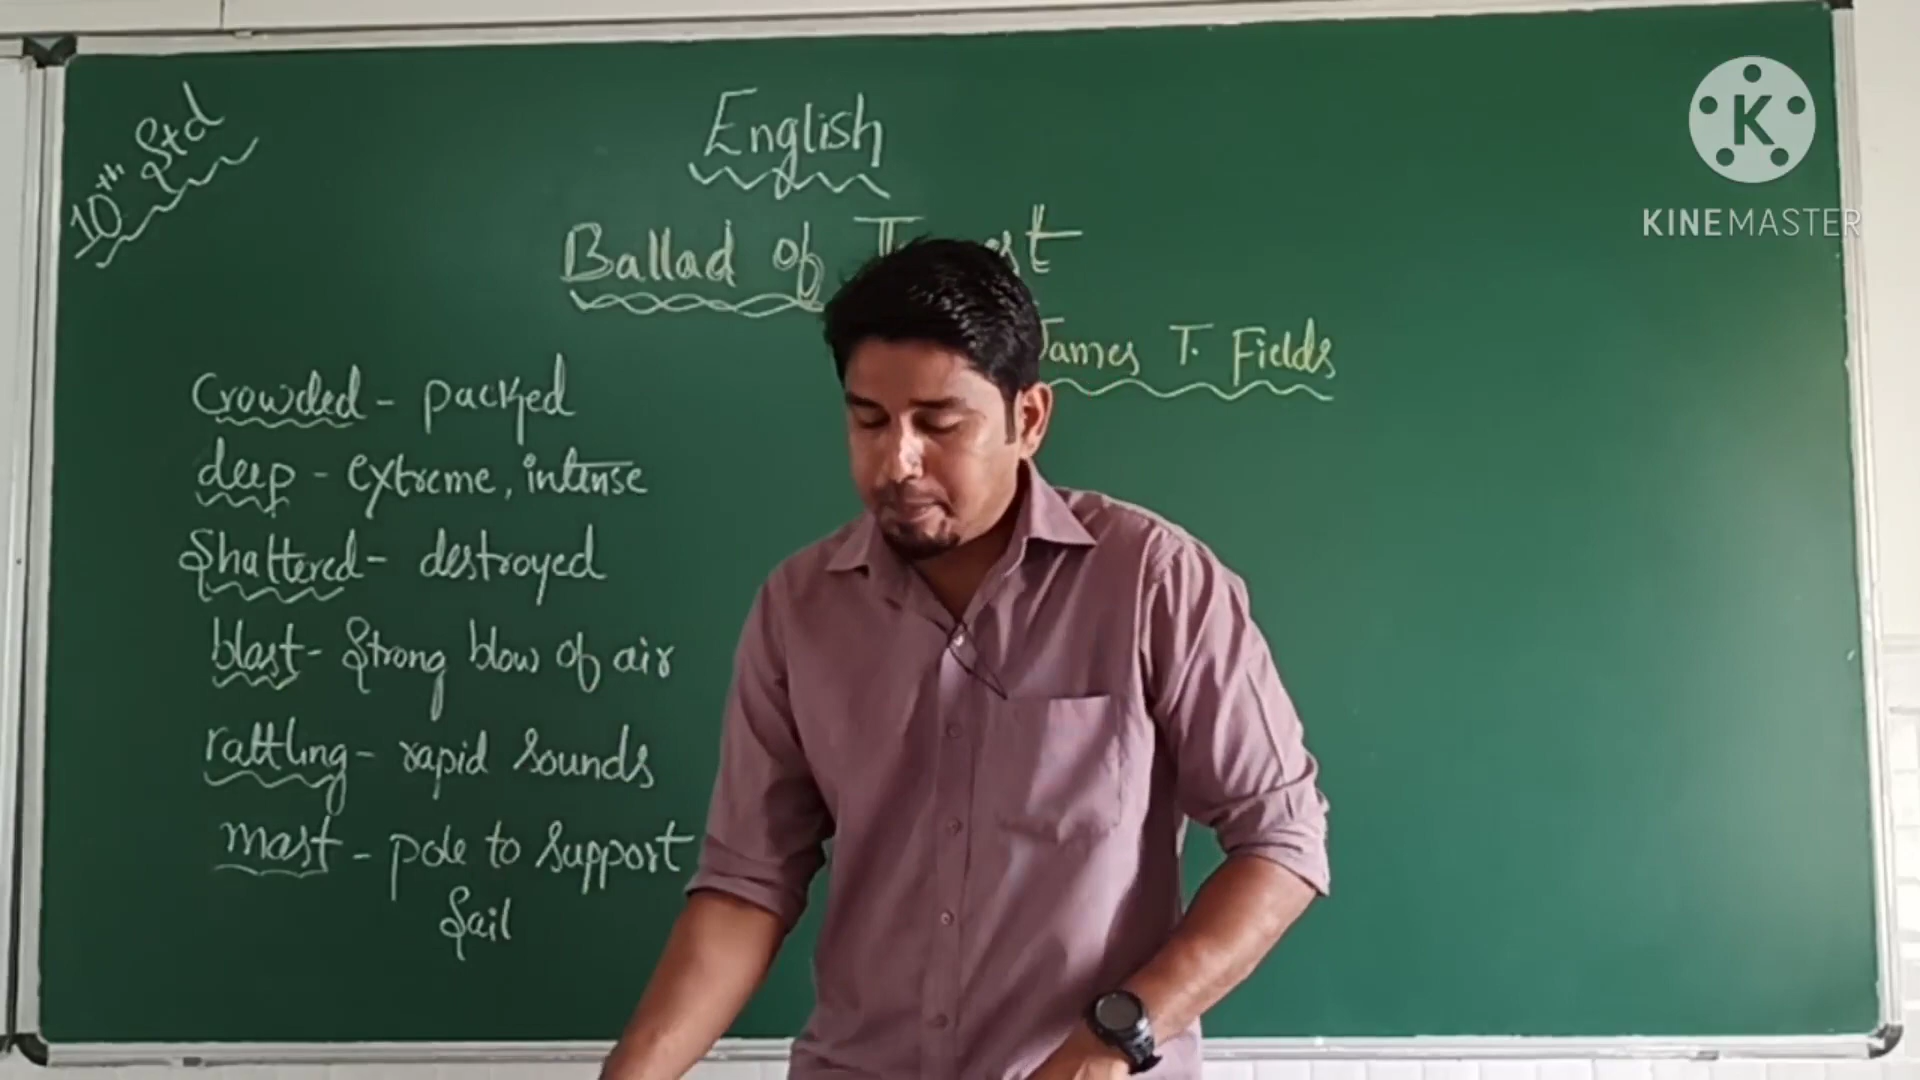 10th Std
English
Ballad of
James T. Fields
Crowded - packed
deep - extreme, intense
Shattered - destroyed
blast - Strong blow of air
rattling - rapid sounds
mast - pole to support
Sail
K
KINEMASTER